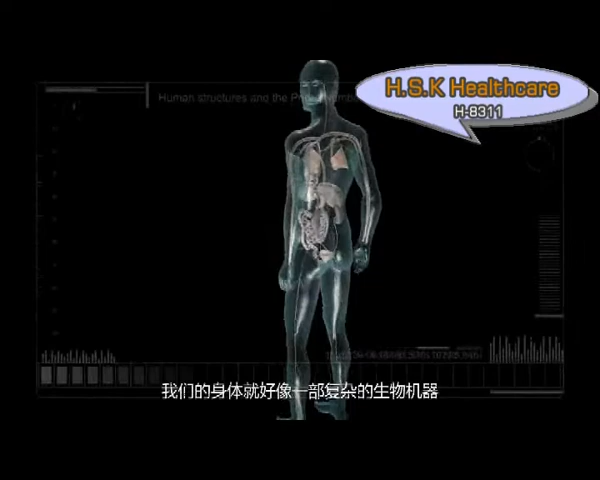 H.S.K Healthcare
H-8311
Human structures and the
我们的身体就好像一部复杂的生物机器